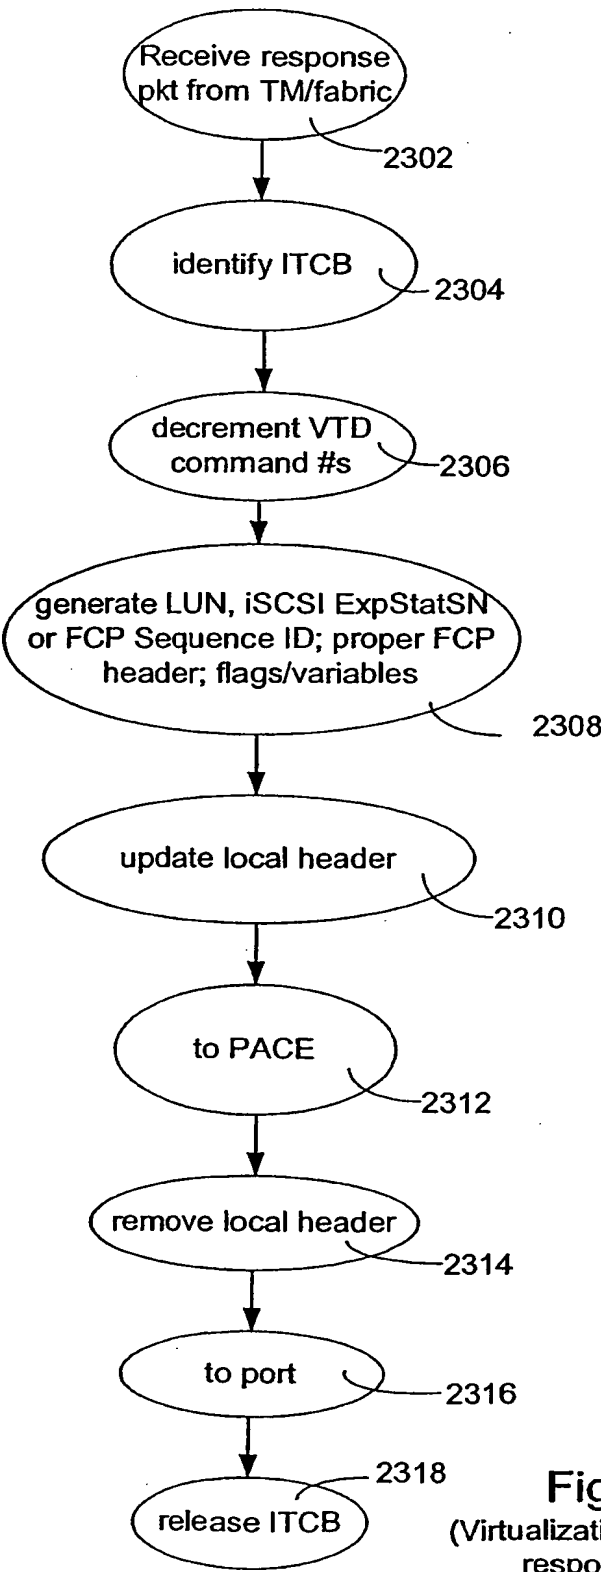 Receive response
pkt from TM/fabric
2302
identify ITCB
2304
decrement VTD
command #s
2306
generate LUN, iSCSI ExpStatSN
or FCP Sequence ID; proper FCP
header; flags/variables
2308
update local header
2310
to PACE
2312
remove local header
2314
to port
2316
2318
release ITCB